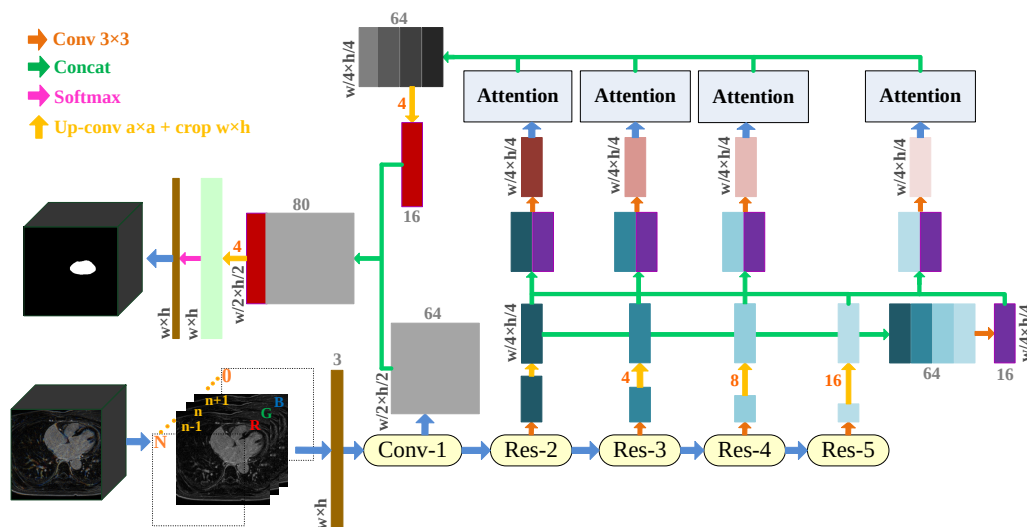 Conv 3×3
Concat
Softmax
Up-conv a×a + crop w×h
64
w/4×h/4
4
16
Attention
Attention
Attention
Attention
w/4×h/4
w/4×h/4
w/4×h/4
w/4×h/4
80
4
w/2×h/2
w×h
w×h
64
w/2×h/2
w/4×h/4
4
8
16
64
16
w/4×h/4
3
w×h
0
N
n+1
n
n-1
B
G
R
Conv-1
Res-2
Res-3
Res-4
Res-5